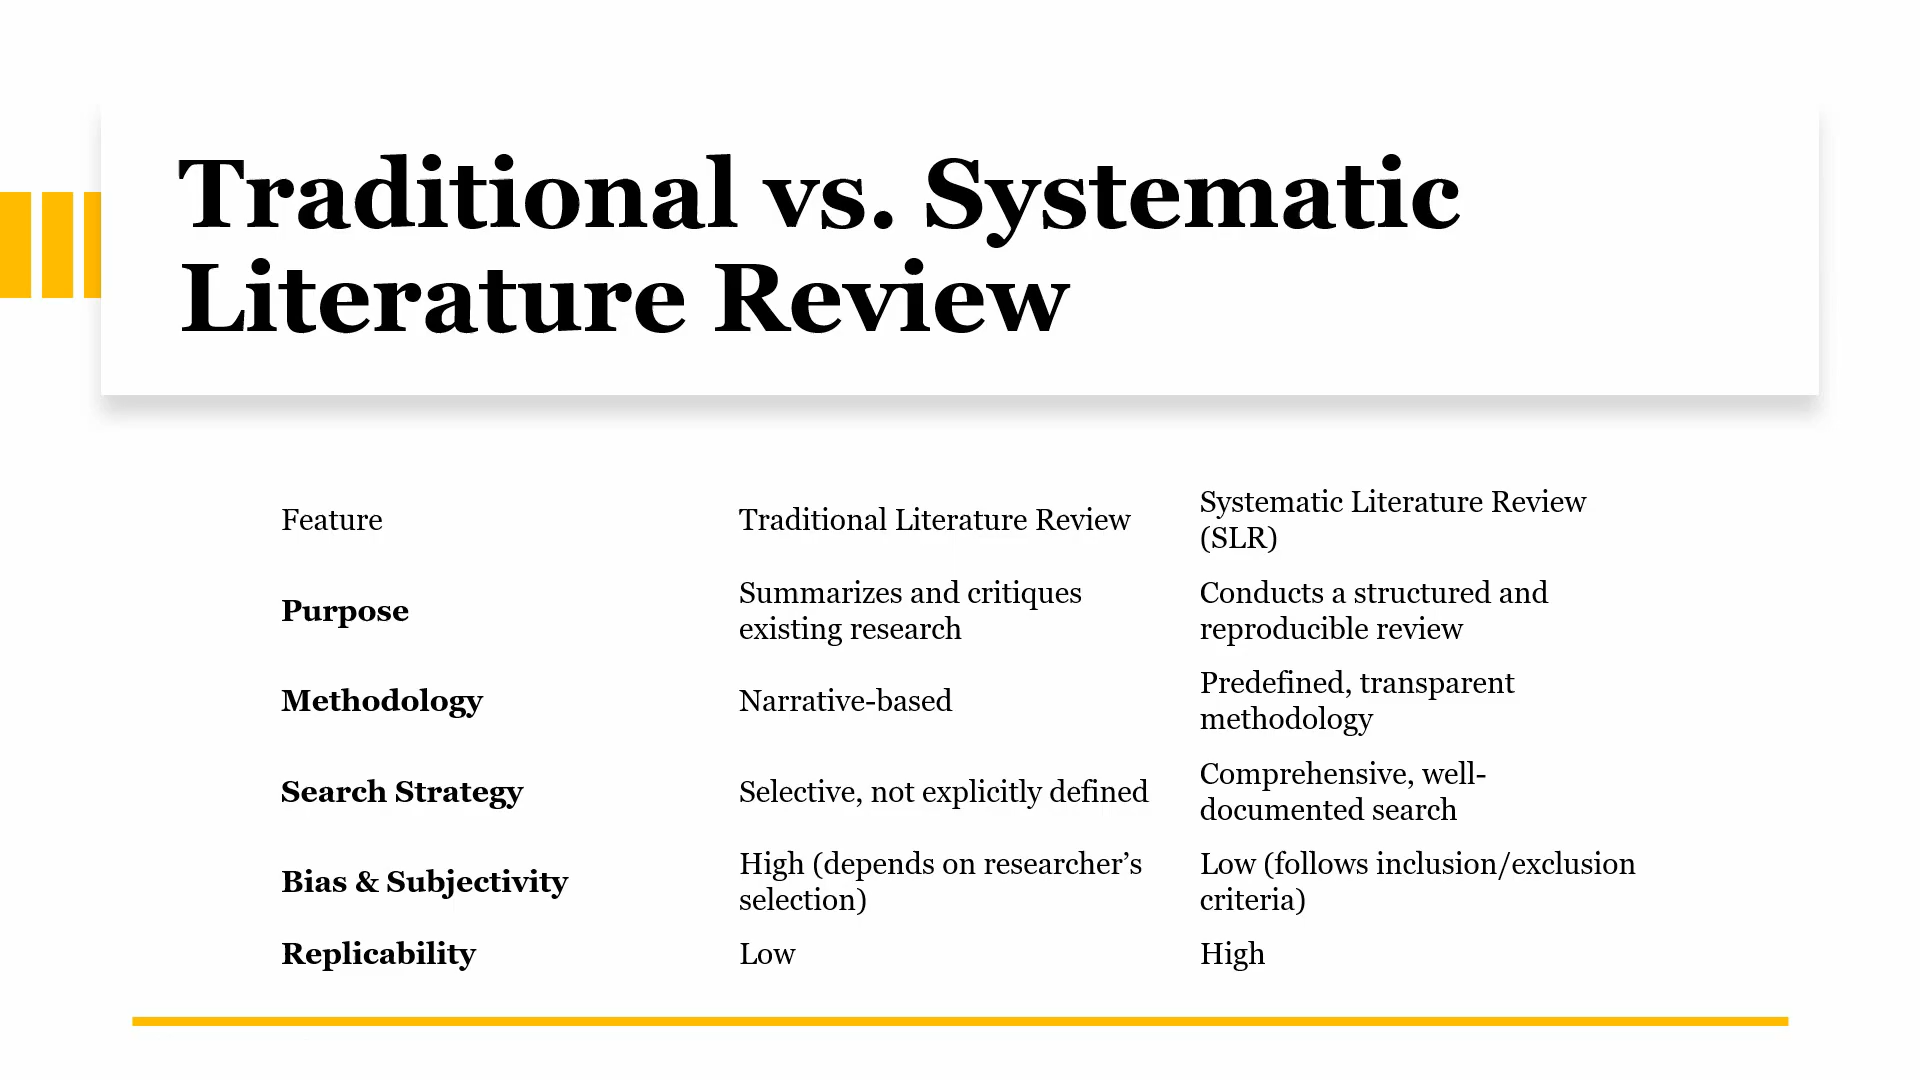 Traditional vs. Systematic
Literature Review
Feature
Traditional Literature Review
Systematic Literature Review
(SLR)
Purpose
Summarizes and critiques
existing research
Conducts a structured and
reproducible review
Methodology
Narrative-based
Predefined, transparent
methodology
Search Strategy
Selective, not explicitly defined
Comprehensive, well-
documented search
Bias & Subjectivity
High (depends on researcher’s
selection)
Low (follows inclusion/exclusion
criteria)
Replicability
Low
High